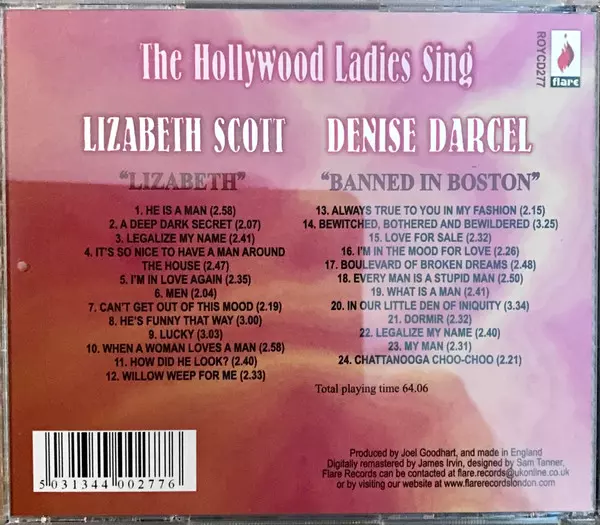 The Hollywood Ladies Sing
ROYCD277
flare
LIZABETH SCOTT
"LIZABETH"
1. HE IS A MAN (2.58)
2. A DEEP DARK SECRET (2.07)
3. LEGALIZE MY NAME (2.41)
4. IT'S SO NICE TO HAVE A MAN AROUND
THE HOUSE (2.47)
5. I'M IN LOVE AGAIN (2.35)
6. MEN (2.04)
7. CAN'T GET OUT OF THIS MOOD (2.19)
8. HE'S FUNNY THAT WAY (3.00)
9. LUCKY (3.03)
10. WHEN A WOMAN LOVES A MAN (2.58)
11. HOW DID HE LOOK? (2.40)
12. WILLOW WEEP FOR ME (2.33)
DENISE DARCEL
"BANNED IN BOSTON"
13. ALWAYS TRUE TO YOU IN MY FASHION (2.15)
14. BEWITCHED, BOTHERED AND BEWILDERED (3.25)
15. LOVE FOR SALE (2.32)
16. I'M IN THE MOOD FOR LOVE (2.26)
17. BOULEVARD OF BROKEN DREAMS (2.48)
18. EVERY MAN IS A STUPID MAN (2.50)
19. WHAT IS A MAN (2.41)
20. IN OUR LITTLE DEN OF INIQUITY (3.34)
21. DORMIR (2.32)
22. LEGALIZE MY NAME (2.40)
23. MY MAN (2.31)
24. CHATTANOOGA CHOO-CHOO (2.21)
Total playing time 64.06
5 031344 002776
Produced by Joel Goodhart, and made in England
Digitally remastered by James Irvin, designed by Sam Tanner,
Flare Records can be contacted at flare.records@ukonline.co.uk
or by visiting our website at www.flarerecordslondon.com